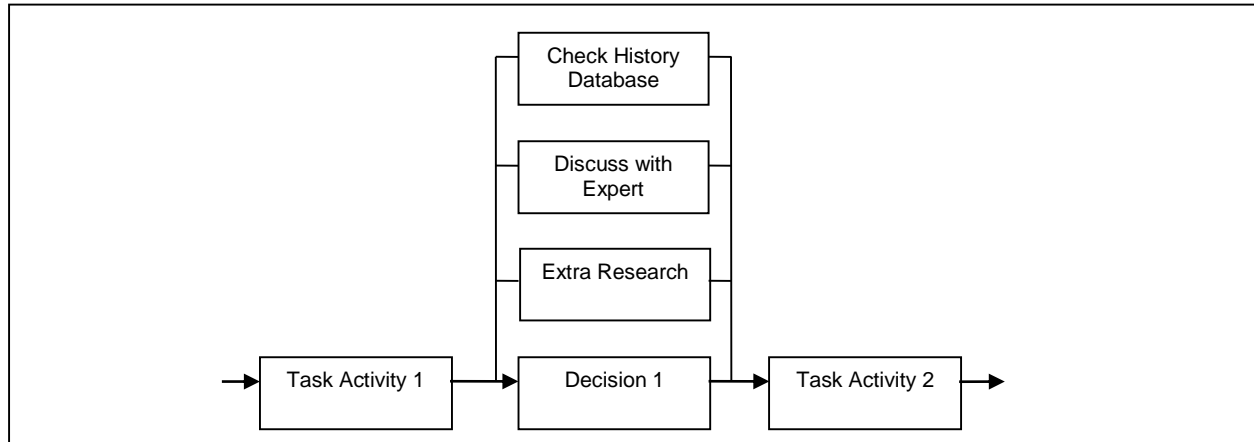 Check History
Database
Discuss with
Expert
Extra Research
Task Activity 1
Decision 1
Task Activity 2